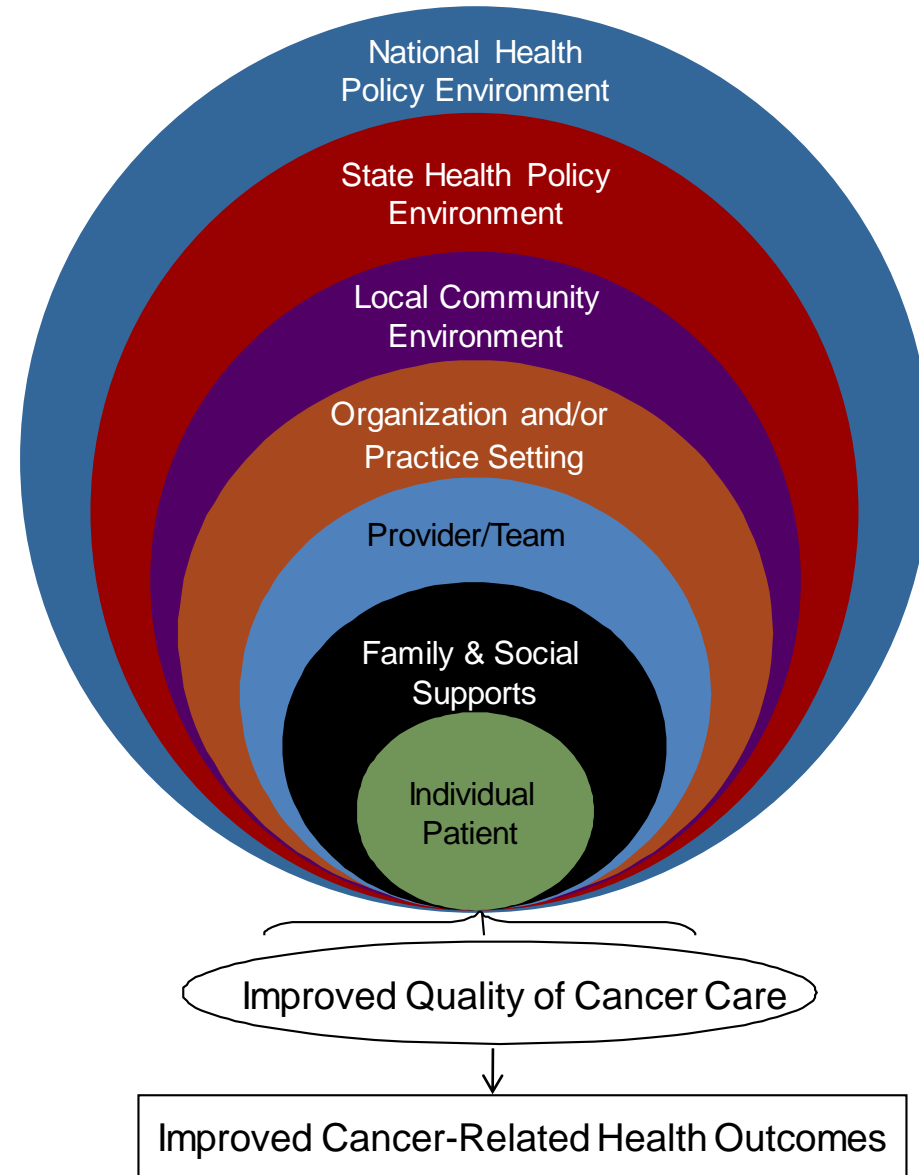 National Health
Policy Environment
State Health Policy
Environment
Local Community
Environment
Organization and/or
Practice Setting
Provider/Team
Family & Social
Supports
Individual
Patient
Improved Quality of Cancer Care
Improved Cancer-Related Health Outcomes